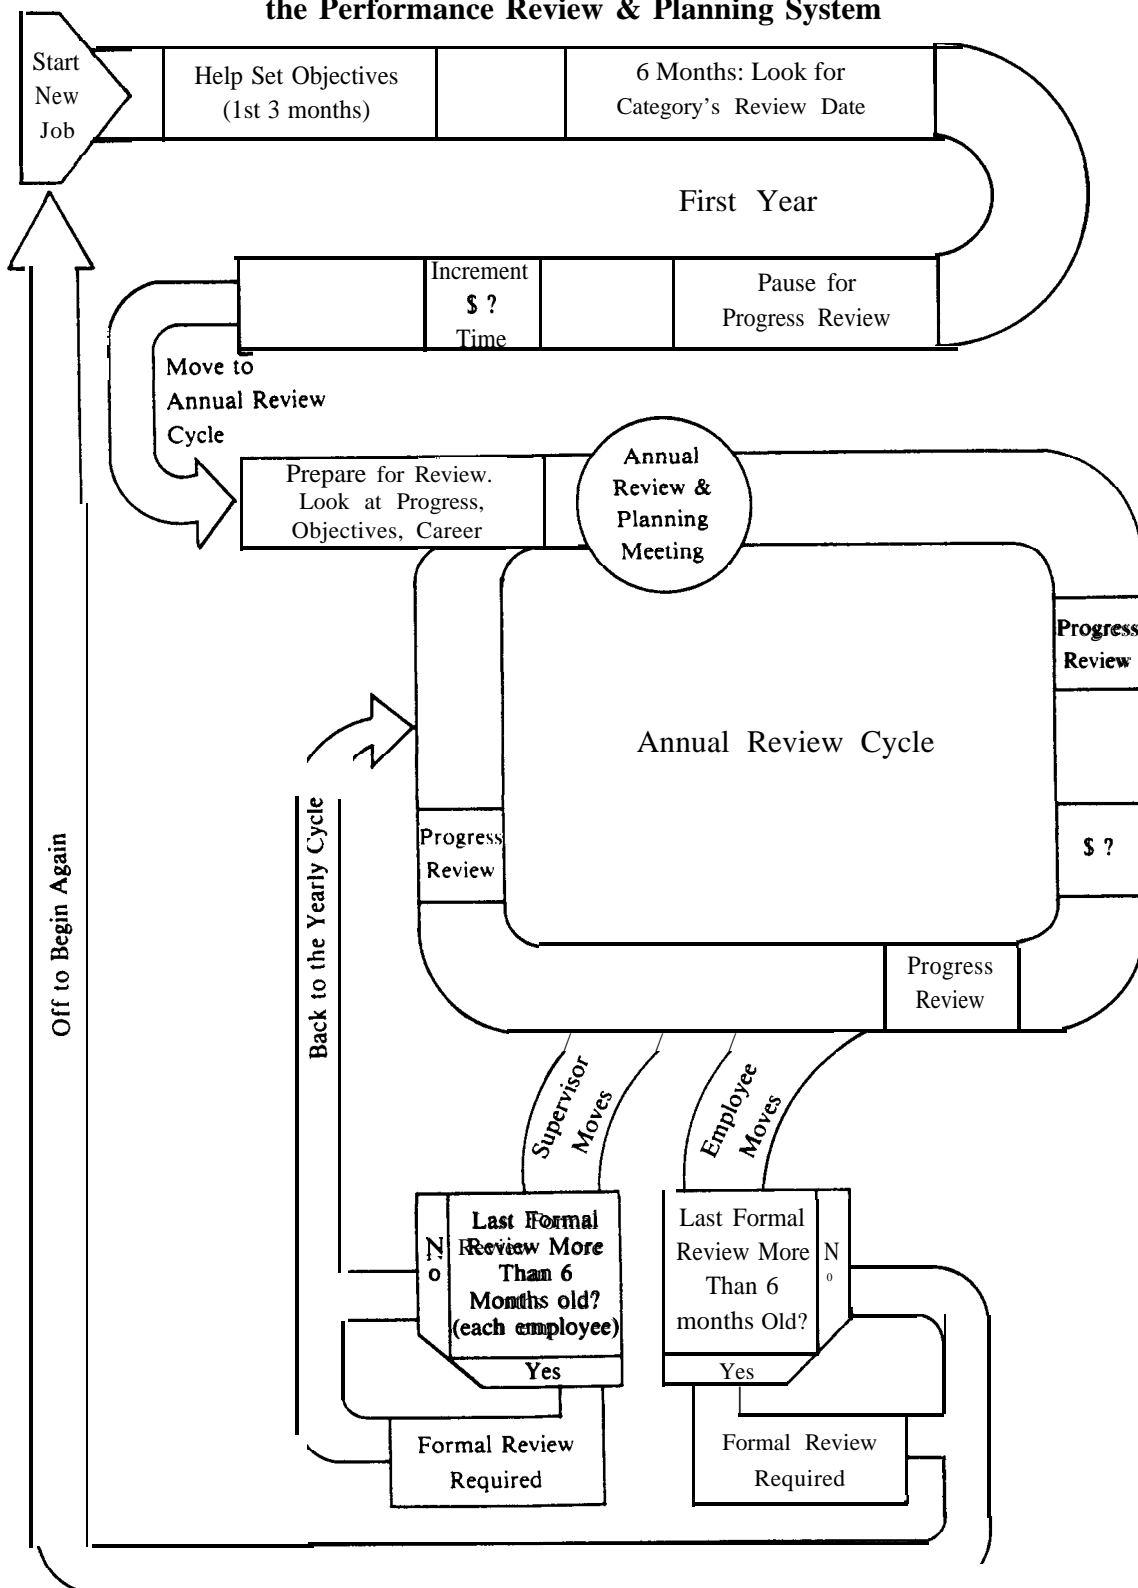 the Performance Review & Planning System
Start
New
Job
Help Set Objectives
(1st 3 months)
6 Months: Look for
Category's Review Date
First Year
Increment
$ ?
Time
Pause for
Progress Review
Move to
Annual Review
Cycle
Prepare for Review.
Look at Progress,
Objectives, Career
Annual
Review &
Planning
Meeting
Progress
Review
Annual Review Cycle
$ ?
Progress
Review
Progress
Review
Off to Begin Again
Back to the Yearly Cycle
Supervisor
Moves
Employee
Moves
No
Last Formal
Review More
Than 6
Months old?
(each employee)
Yes
Last Formal
Review More
Than 6
months Old?
No
Yes
Formal Review
Required
Formal Review
Required